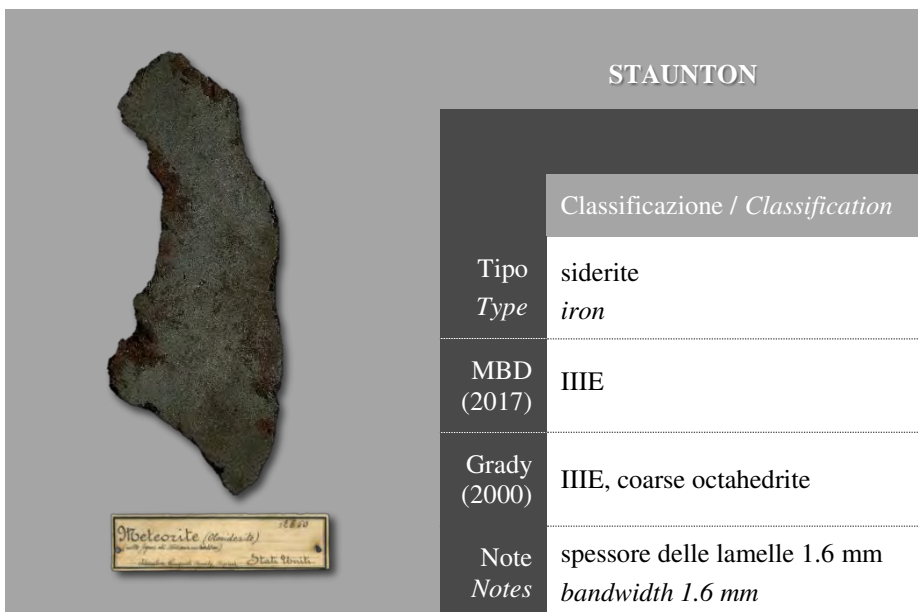 STAUNTON
Classificazione / Classification
Tipo
Type
siderite
iron
MBD
(2017)
IIIE
Grady
(2000)
IIIE, coarse octahedrite
Note
Notes
spessore delle lamelle 1.6 mm
bandwidth 1.6 mm
Meteorite
Stati Uniti